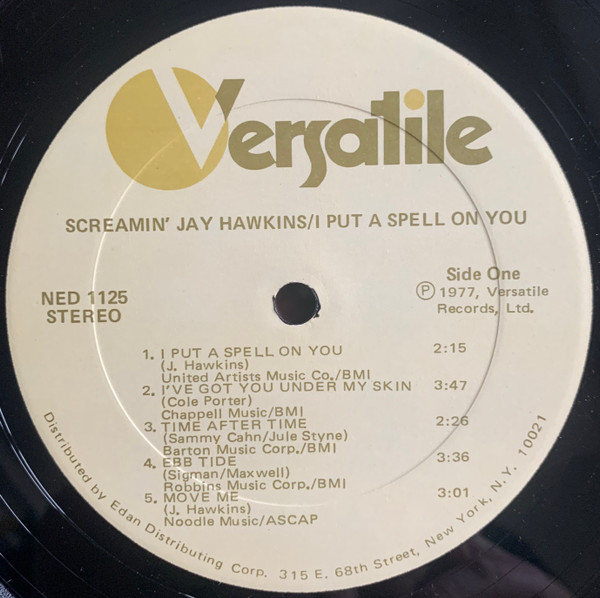 Versatile
SCREAMIN' JAY HAWKINS/I PUT A SPELL ON YOU
NED 1125
STEREO
Side One
Ⓟ 1977, Versatile
Records, Ltd.
1. I PUT A SPELL ON YOU 2:15
(J. Hawkins)
United Artists Music Co./BMI
2. I'VE GOT YOU UNDER MY SKIN 3:47
(Cole Porter)
Chappell Music/BMI
3. TIME AFTER TIME 2:26
(Sammy Cahn/Jule Styne)
Barton Music Corp./BMI
4. EBB TIDE 3:36
(Sigman/Maxwell)
Robbins Music Corp./BMI
5. MOVE ME 3:01
(J. Hawkins)
Noodle Music/ASCAP
Distributed by Edan Distributing Corp. 315 E. 68th Street, New York, N.Y. 10021